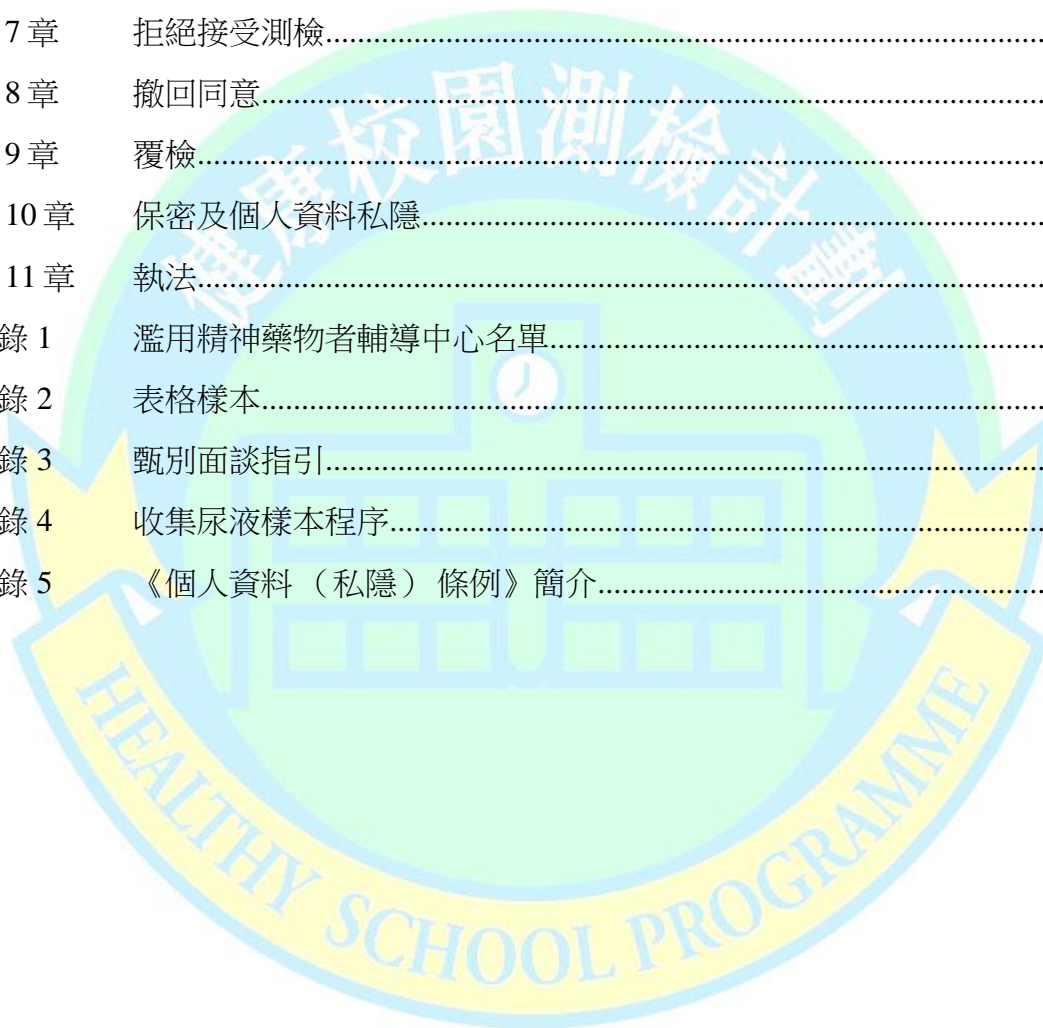 7 章 拒絕接受測檢
8 章 撤回同意
9 章 覆檢
10 章 保密及個人資料私隱
11 章 執法
錄 1 濫用精神藥物者輔導中心名單
錄 2 表格樣本
錄 3 甄別面談指引
錄 4 收集尿液樣本程序
錄 5 《個人資料 （私隱） 條例》簡介
健康校園測檢計劃
HEALTHY SCHOOL PROGRAMME